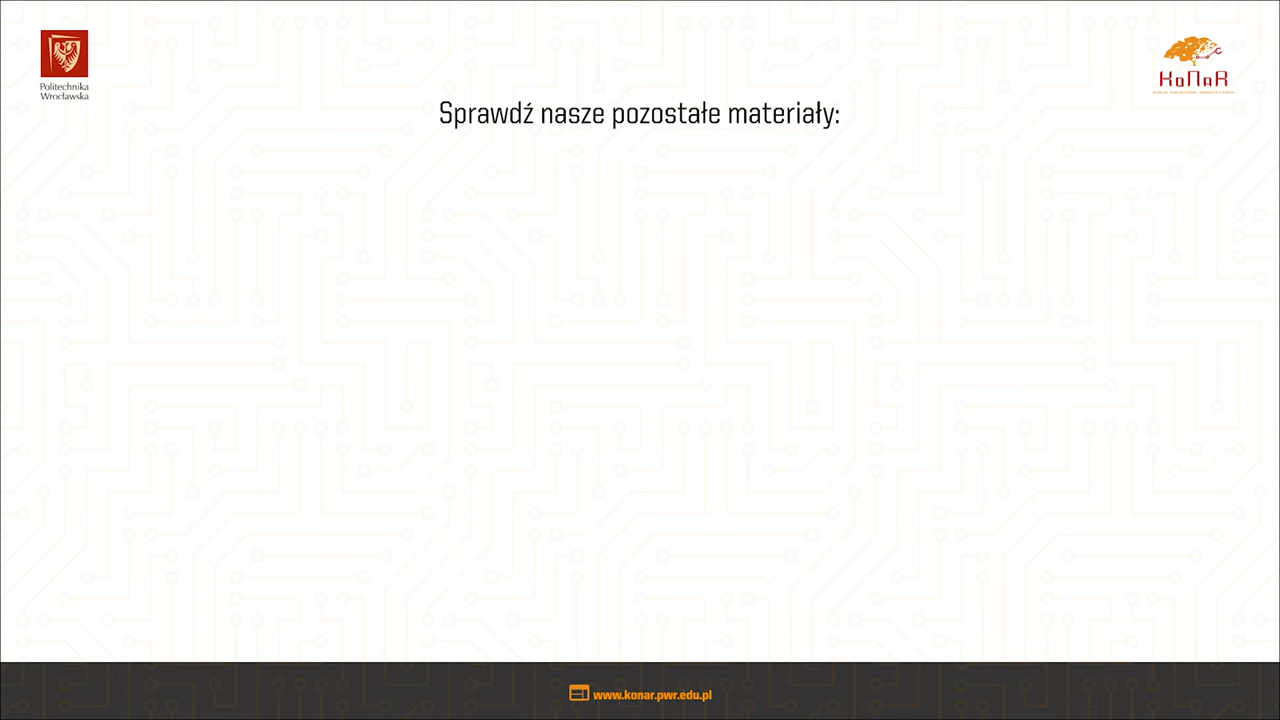 Politechnika
Wrocławska
KoNaR
Sprawdź nasze pozostałe materiały:
www.konar.pwr.edu.pl